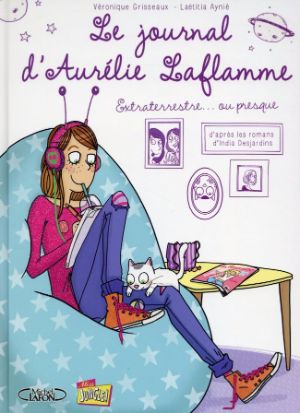 Véronique Grisseaux - Laëtitia Aynié
Le journal
d'Aurélie Laflamme
Extraterrestre... ou presque
d'après les romans
d'India Desjardins
Michel
LAFON
Miss
JUNGLE!